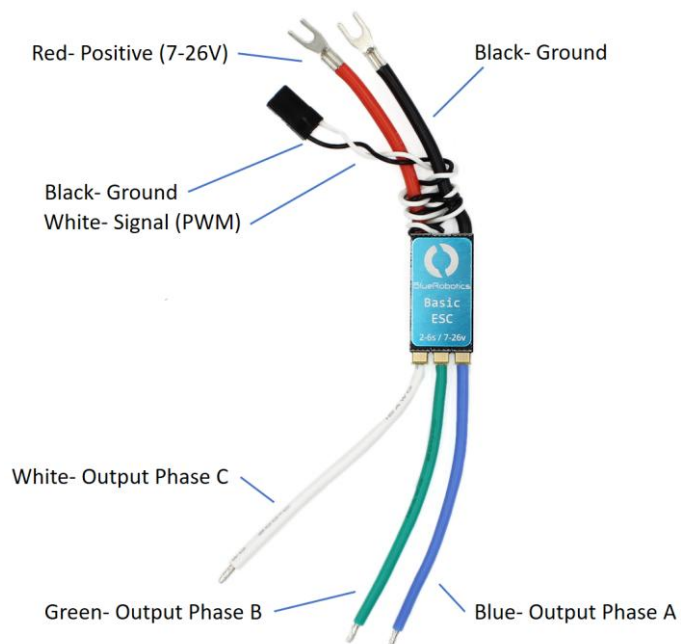 Red- Positive (7-26V)
Black- Ground
Black- Ground
White- Signal (PWM)
BlueRobotics
Basic
ESC
2-6s / 7-26v
White- Output Phase C
Green- Output Phase B
Blue- Output Phase A